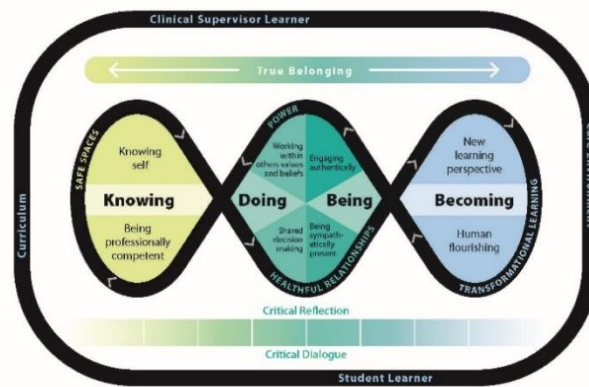 Clinical Supervisor Learner
True Belonging
SAFE SPACES
POWER
Knowing
self
Knowing
Being
professionally
competent
Working
within
others values
and beliefs
Engaging
authentically
Doing
Being
Shared
decision
making
Being
sympath-
etically
present
HEALTHFUL RELATIONSHIPS
New
learning
perspective
Becoming
Human
flourishing
TRANSFORMATIONAL LEARNING
Curriculum
Critical Reflection
Critical Dialogue
Student Learner